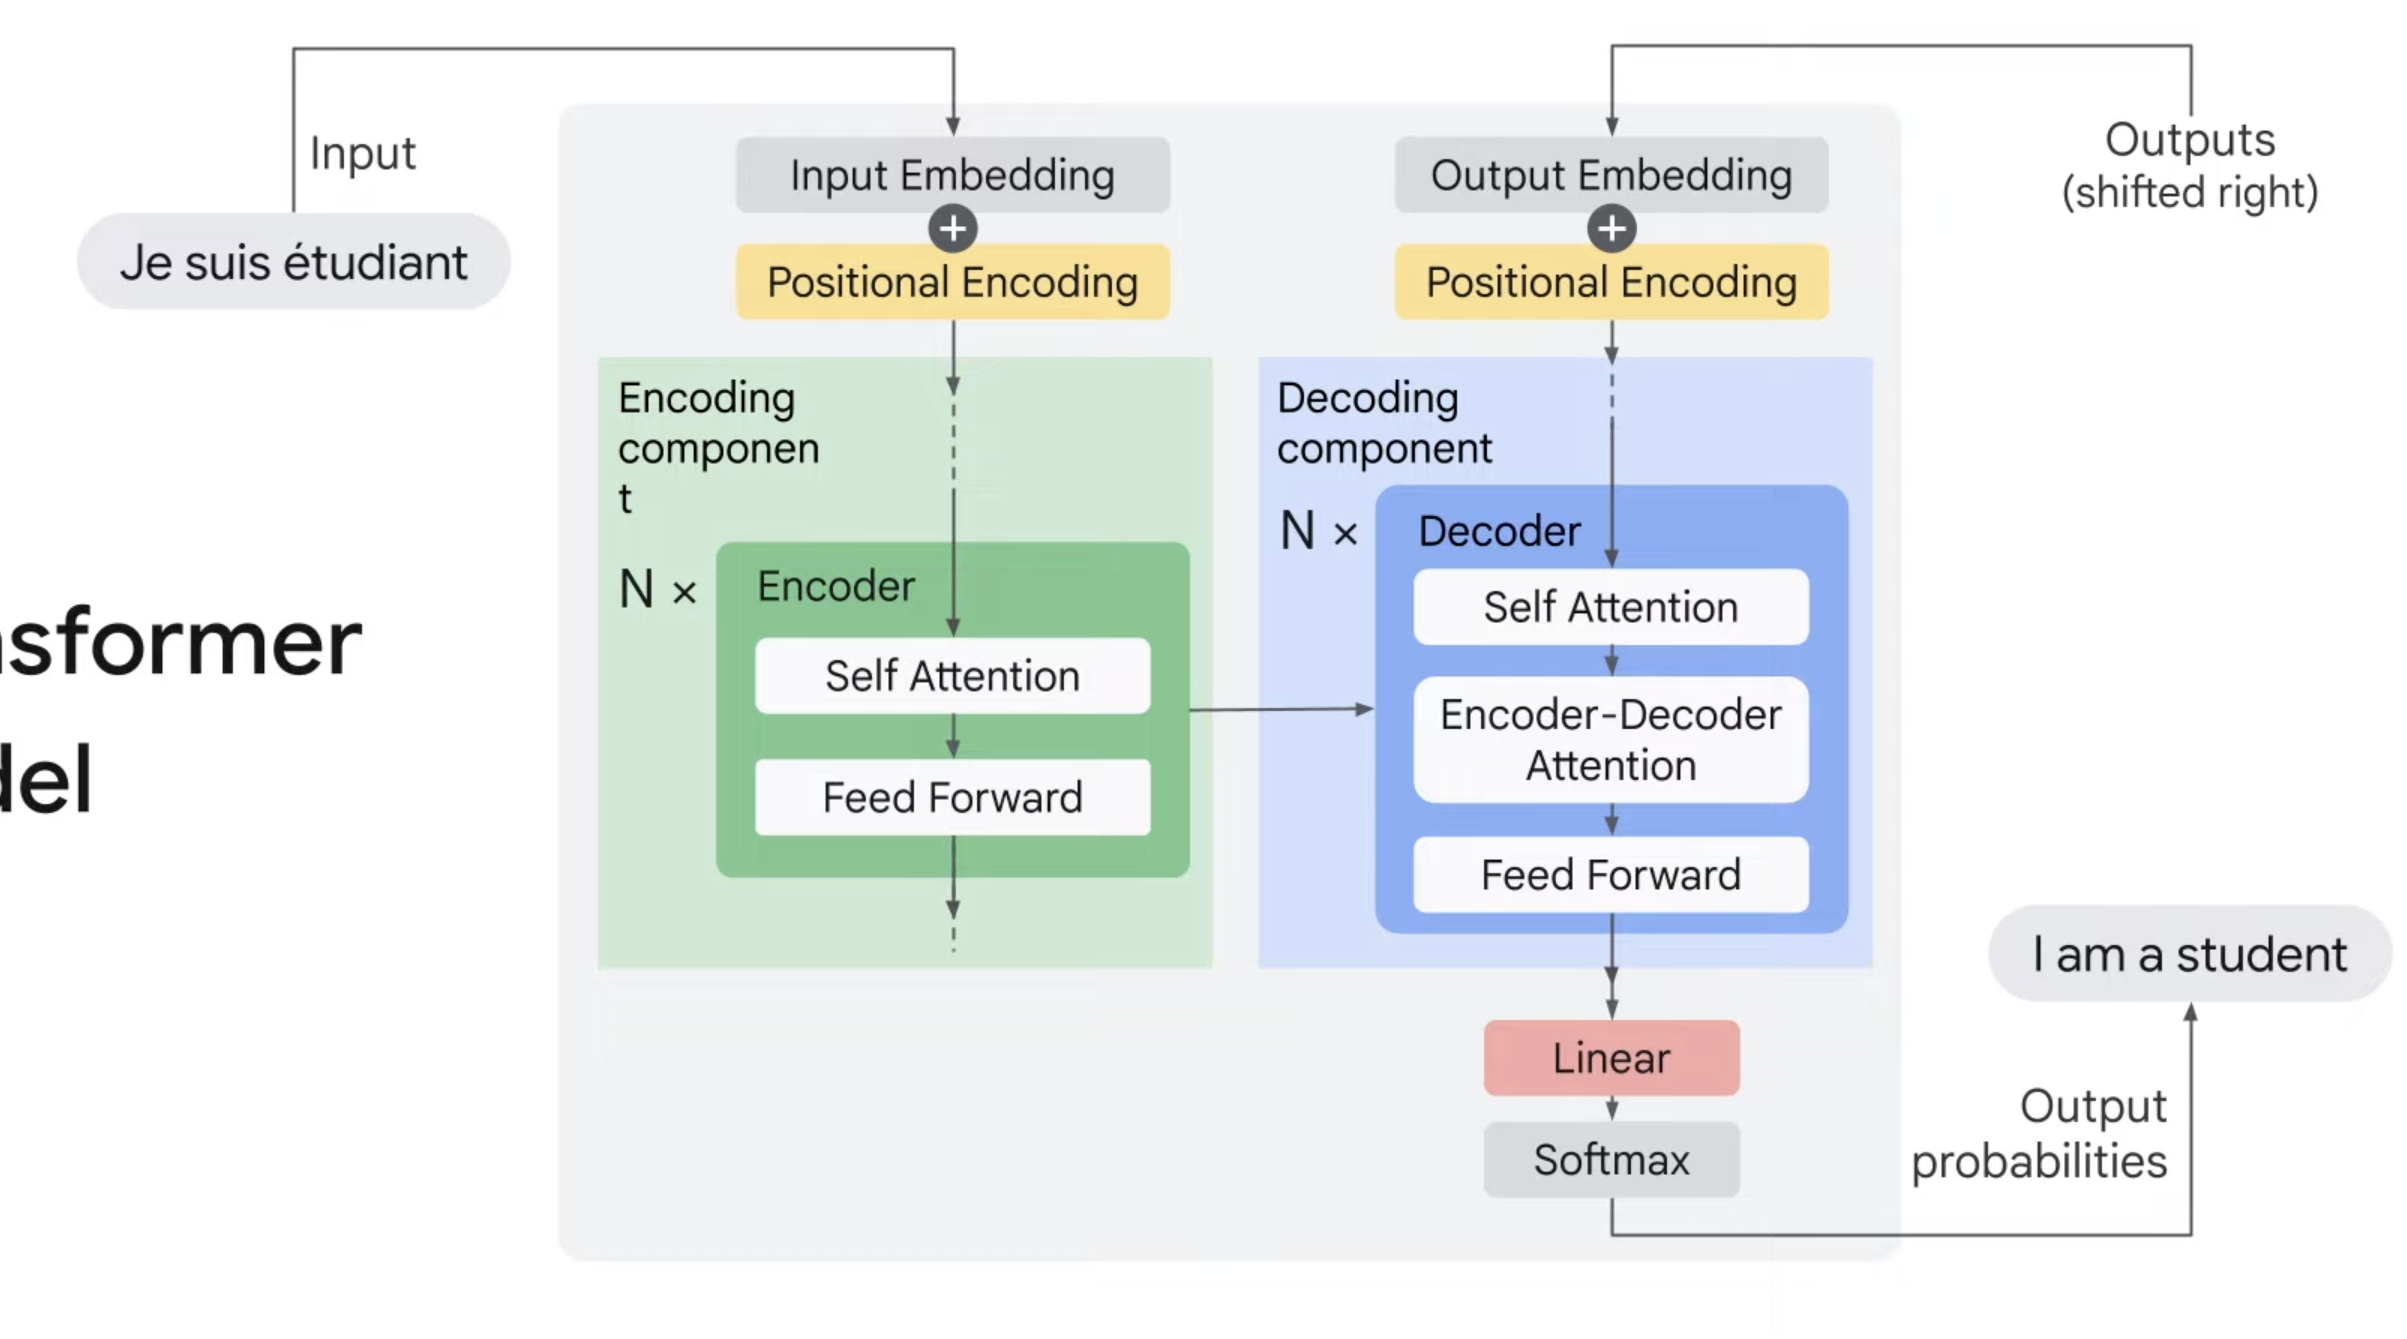 Input
Je suis étudiant
nsformer
del
Input Embedding
+
Positional Encoding
Encoding
componen
t
N ×
Encoder
Self Attention
Feed Forward
Output Embedding
+
Positional Encoding
Decoding
component
N ×
Decoder
Self Attention
Encoder-Decoder
Attention
Feed Forward
Linear
Softmax
Outputs
(shifted right)
I am a student
Output
probabilities